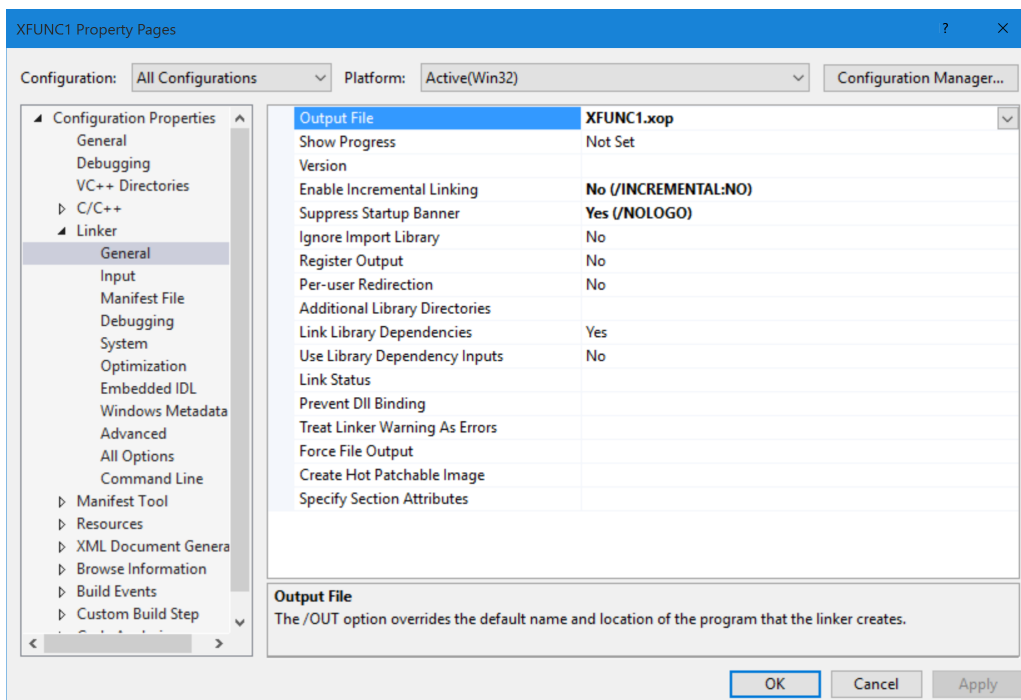 XFUNC1 Property Pages
Configuration: All Configurations Platform: Active(Win32) Configuration Manager...
Configuration Properties
General
Debugging
VC++ Directories
C/C++
Linker
General
Input
Manifest File
Debugging
System
Optimization
Embedded IDL
Windows Metadata
Advanced
All Options
Command Line
Manifest Tool
Resources
XML Document Genera
Browse Information
Build Events
Custom Build Step
Output File XFUNC1.xop
Show Progress Not Set
Version
Enable Incremental Linking No (/INCREMENTAL:NO)
Suppress Startup Banner Yes (/NOLOGO)
Ignore Import Library No
Register Output No
Per-user Redirection No
Additional Library Directories
Link Library Dependencies Yes
Use Library Dependency Inputs No
Link Status
Prevent Dll Binding
Treat Linker Warning As Errors
Force File Output
Create Hot Patchable Image
Specify Section Attributes
Output File
The /OUT option overrides the default name and location of the program that the linker creates.
OK Cancel Apply